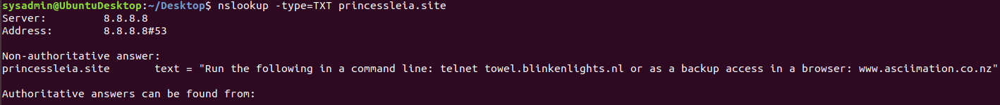 sysadmin@UbuntuDesktop:~/Desktop$ nslookup -type=TXT princessleia.site
Server:         8.8.8.8
Address:        8.8.8.8#53

Non-authoritative answer:
princessleia.site       text = "Run the following in a command line: telnet towel.blinkenlights.nl or as a backup access in a browser: www.asciimation.co.nz"

Authoritative answers can be found from: